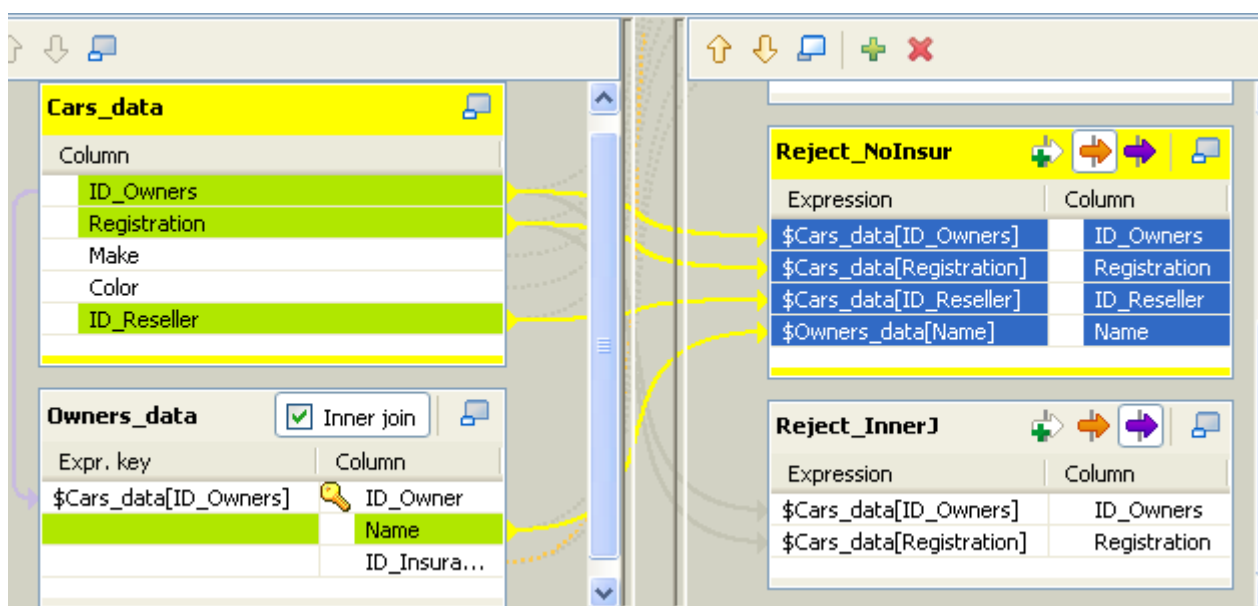 Cars_data
Column
ID_Owners
Registration
Make
Color
ID_Reseller
Owners_data Inner join
Expr. key Column
$Cars_data[ID_Owners] ID_Owner
Name
ID_Insura...
Reject_NoInsur
Expression Column
$Cars_data[ID_Owners] ID_Owners
$Cars_data[Registration] Registration
$Cars_data[ID_Reseller] ID_Reseller
$Owners_data[Name] Name
Reject_InnerJ
Expression Column
$Cars_data[ID_Owners] ID_Owners
$Cars_data[Registration] Registration